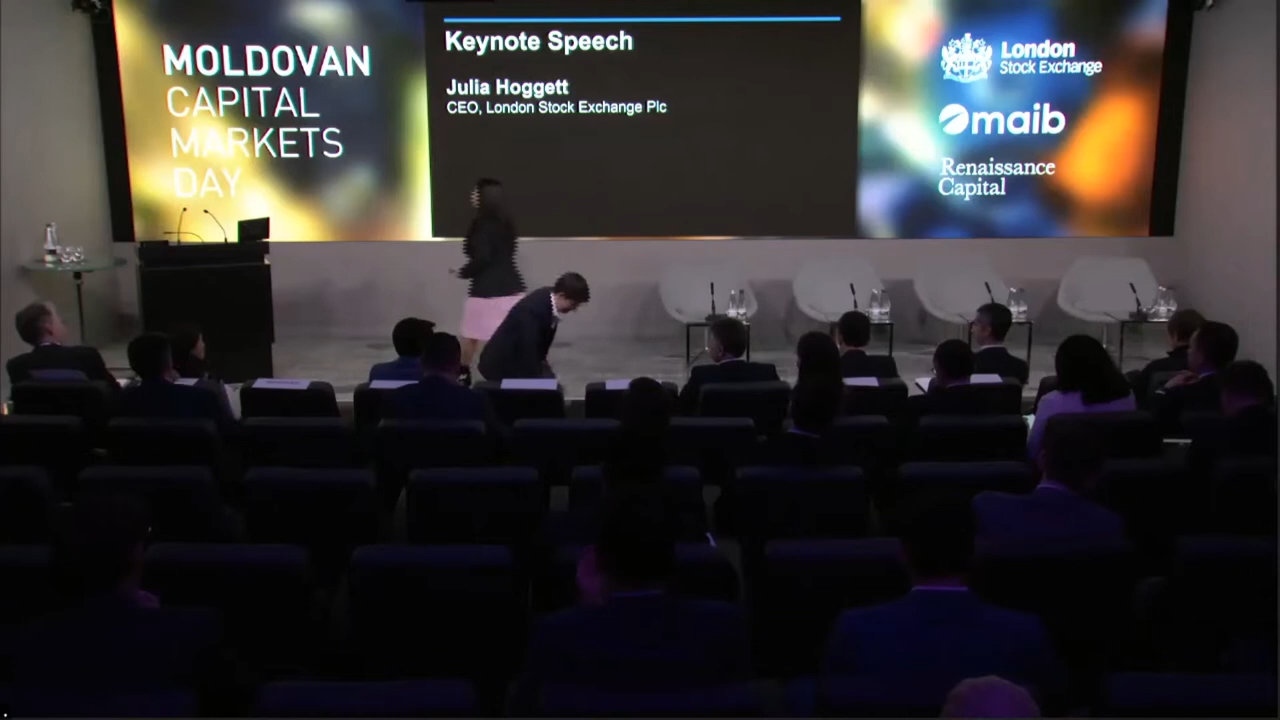 MOLDOVAN
CAPITAL
MARKETS
DAY
Keynote Speech
Julia Hoggett
CEO, London Stock Exchange Plc
London
Stock Exchange
maib
Renaissance
Capital